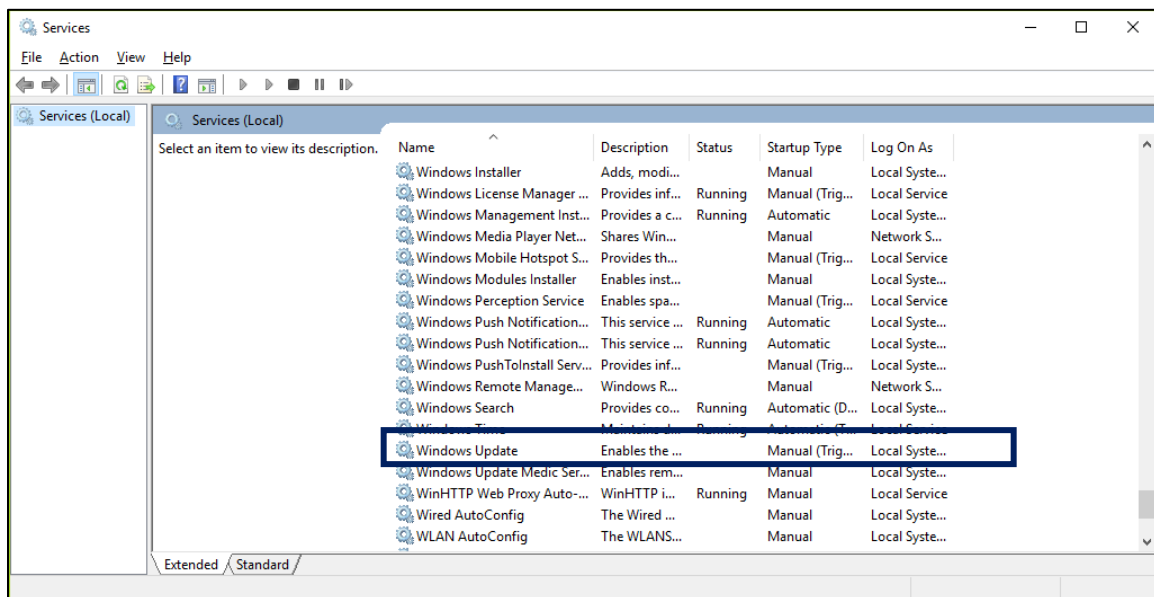 Services
File Action View Help
Services (Local)
Services (Local)
Select an item to view its description.
Name Description Status Startup Type Log On As
Windows Installer Adds, modi... Manual Local Syste...
Windows License Manager ... Provides inf... Running Manual (Trig... Local Service
Windows Management Inst... Provides a c... Running Automatic Local Syste...
Windows Media Player Net... Shares Win... Manual Network S...
Windows Mobile Hotspot S... Provides th... Manual (Trig... Local Service
Windows Modules Installer Enables inst... Manual Local Syste...
Windows Perception Service Enables spa... Manual (Trig... Local Service
Windows Push Notification... This service ... Running Automatic Local Syste...
Windows Push Notification... This service ... Running Automatic Local Syste...
Windows PushToInstall Serv... Provides inf... Manual (Trig... Local Syste...
Windows Remote Manage... Windows R... Manual Network S...
Windows Search Provides co... Running Automatic (D... Local Syste...
Windows Time Maintains d... Running Automatic (T... Local Service
Windows Update Enables the ... Manual (Trig... Local Syste...
Windows Update Medic Ser... Enables rem... Manual Local Syste...
WinHTTP Web Proxy Auto-... WinHTTP i... Running Manual Local Service
Wired AutoConfig The Wired ... Manual Local Syste...
WLAN AutoConfig The WLANS... Manual Local Syste...
Extended Standard